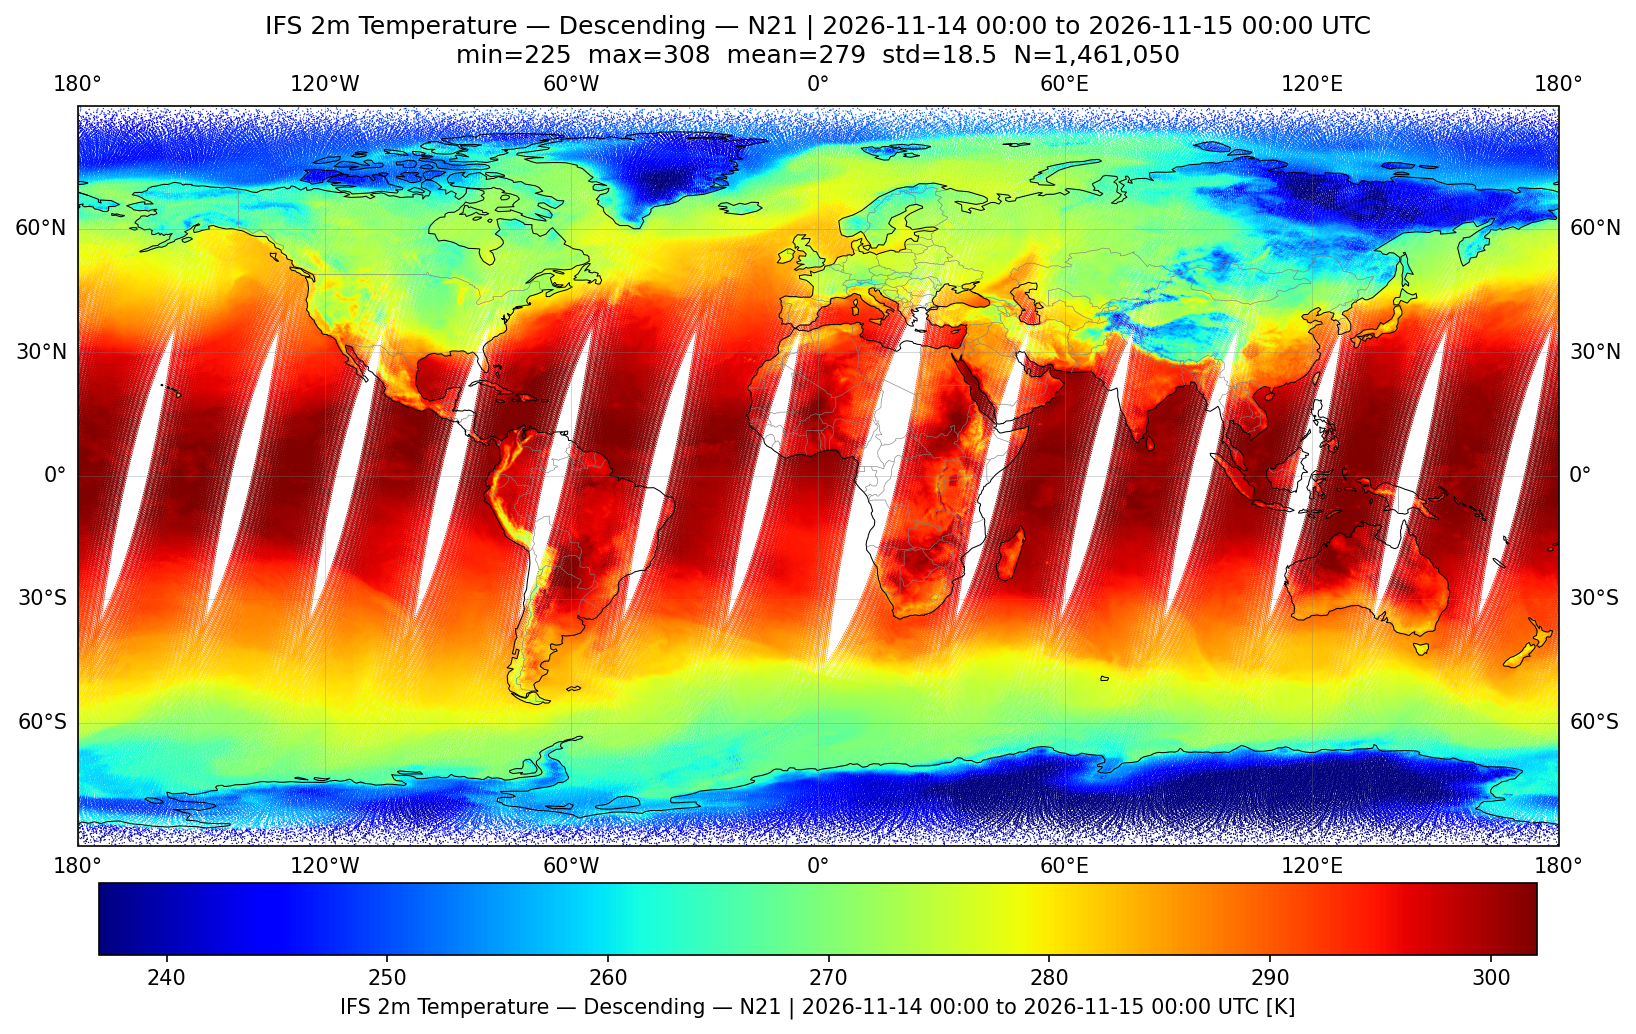 IFS 2m Temperature — Descending — N21 | 2026-11-14 00:00 to 2026-11-15 00:00 UTC
min=225 max=308 mean=279 std=18.5 N=1,461,050
180° 120°W 60°W 0° 60°E 120°E 180°
60°N 60°N
30°N 30°N
0° 0°
30°S 30°S
60°S 60°S
180° 120°W 60°W 0° 60°E 120°E 180°
240 250 260 270 280 290 300
IFS 2m Temperature — Descending — N21 | 2026-11-14 00:00 to 2026-11-15 00:00 UTC [K]